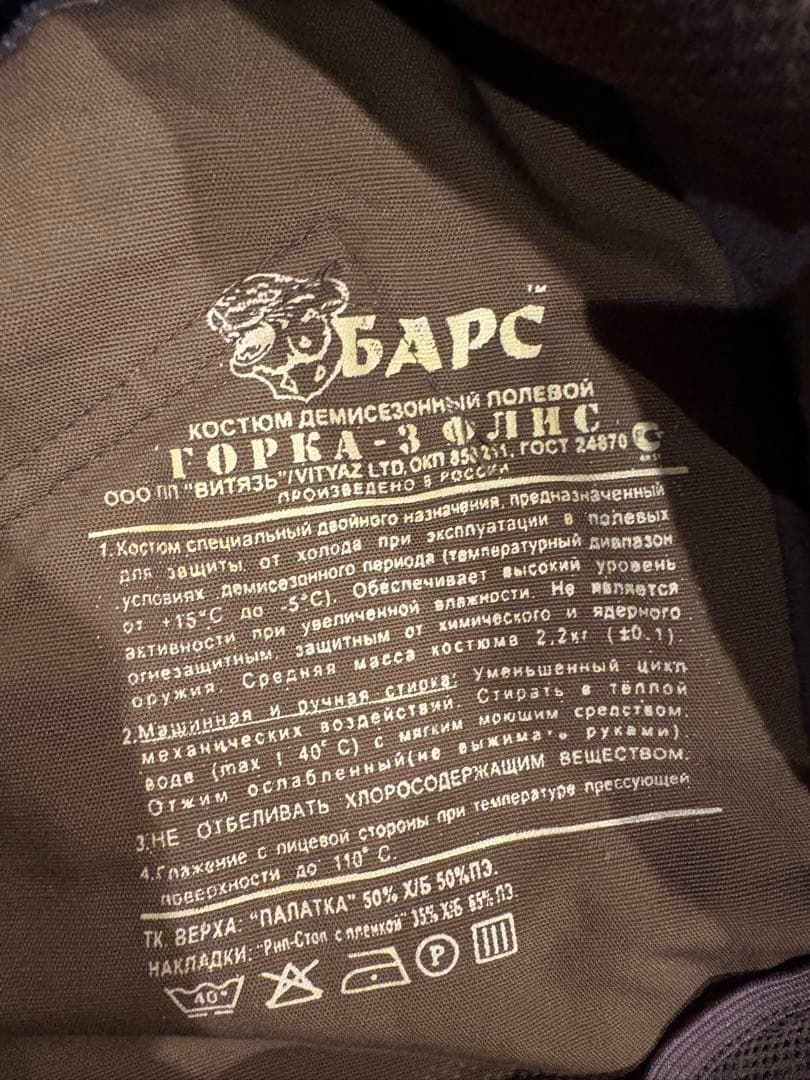 БАРС™
КОСТЮМ ДЕМИСЕЗОННЫЙ ПОЛЕВОЙ
ГОРКА-3 ФЛИС
ООО ПП "ВИТЯЗЬ"/VITYAZ LTD, ОКП ГОСТ 24870
ПРОИЗВЕДЕНО В РОССИИ
1. Костюм специальный двойного назначения, предназначенный
для защиты от холода при эксплуатации в полевых
условиях демисезонного периода (температурный диапазон
от +15°С до -5°С). Обеспечивает высокий уровень
активности при увеличенной влажности. Не является
огнезащитным, защитным от химического и ядерного
оружия. Средняя масса костюма 2,2кг (±0.1).
2.Машинная и ручная стирка: Уменьшенный цикл
механических воздействий. Стирать в тёплой
воде (max t 40°С) с мягким моющим средством.
Отжим ослабленный(не выжимать руками).
3.НЕ ОТБЕЛИВАТЬ ХЛОРОСОДЕРЖАЩИМ ВЕЩЕСТВОМ.
4.Глажение с лицевой стороны при температуре прессующей
поверхности до 110°С.
ТК. ВЕРХА: "ПАЛАТКА" 50% Х/Б 50%ПЭ.
НАКЛАДКИ: "Рип-Стоп с пленкой" 35% Х/Б 65% ПЭ
40° P